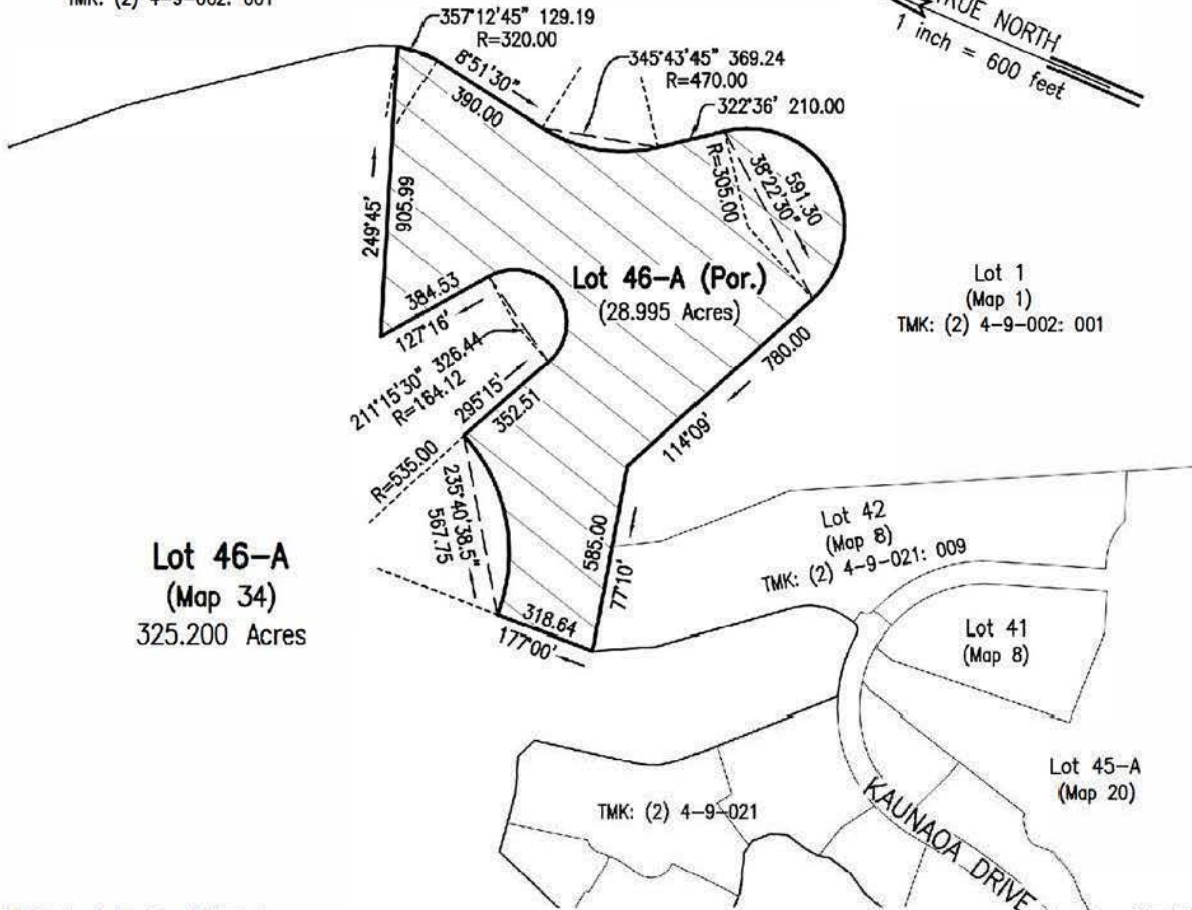 TMK: (2) 4-9-002: 001
TRUE NORTH
1 inch = 600 feet
357°12'45" 129.19
R=320.00
8°51'30"
390.00
345°43'45" 369.24
R=470.00
322°36' 210.00
R=305.00
38°22'30"
591.30
249°45'
905.99
Lot 46-A (Por.)
(28.995 Acres)
Lot 1
(Map 1)
TMK: (2) 4-9-002: 001
384.53
127°16'
211°15'30" 326.44
R=164.12
295°15'
352.51
780.00
114°09'
R=535.00
235°40'38.5"
567.75
585.00
77°10'
318.64
177°00'
Lot 46-A
(Map 34)
325.200 Acres
Lot 42
(Map 8)
TMK: (2) 4-9-021: 009
Lot 41
(Map 8)
Lot 45-A
(Map 20)
TMK: (2) 4-9-021
KAUNAOA DRIVE